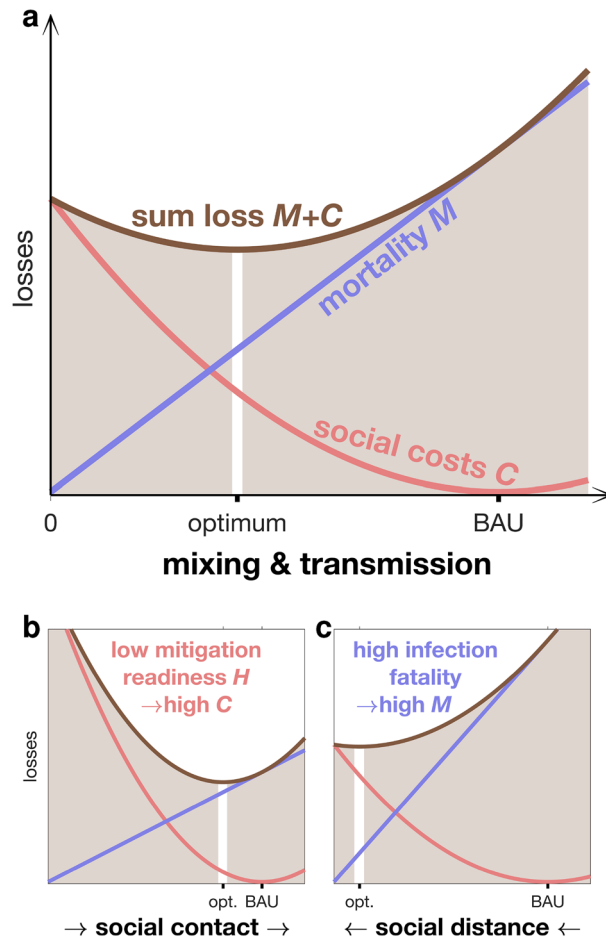 a
sum loss M+C
mortality M
losses
social costs C
0
optimum
BAU
mixing & transmission
b
low mitigation
readiness H
→high C
losses
opt.
BAU
→ social contact →
c
high infection
fatality
→high M
opt.
BAU
← social distance ←